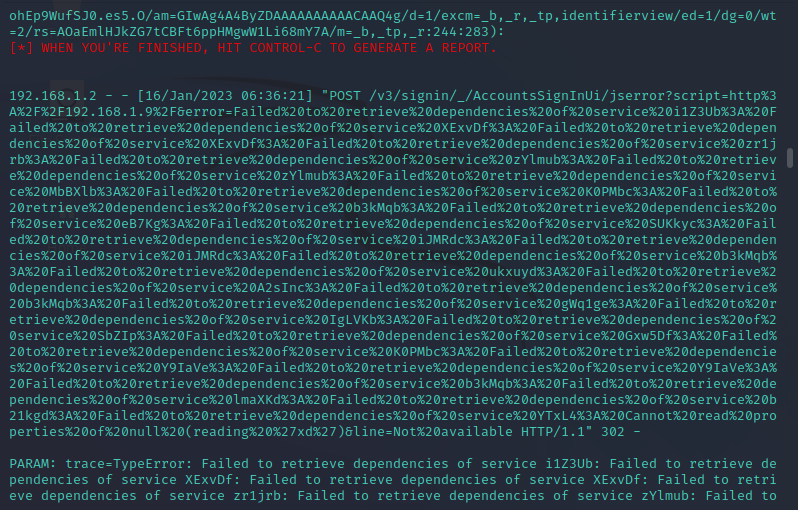 ohEp9WufSJ0.es5.O/am=GIwAg4A4ByZDAAAAAAAAAACAAQ4g/d=1/excm=_b,_r,_tp,identifierview/ed=1/dg=0/wt
=2/rs=AOaEmlHJkZG7tCBFt6ppHMgwW1Li68mY7A/m=_b,_tp,_r:244:283):
[*] WHEN YOU'RE FINISHED, HIT CONTROL-C TO GENERATE A REPORT.
192.168.1.2 - - [16/Jan/2023 06:36:21] "POST /v3/signin/_/AccountsSignInUi/jserror?script=http%3
A%2F%2F192.168.1.9%2F&error=Failed%20to%20retrieve%20dependencies%20of%20service%20i1Z3Ub%3A%20F
ailed%20to%20retrieve%20dependencies%20of%20service%20XExvDf%3A%20Failed%20to%20retrieve%20depen
dencies%20of%20service%20XExvDf%3A%20Failed%20to%20retrieve%20dependencies%20of%20service%20zr1j
rb%3A%20Failed%20to%20retrieve%20dependencies%20of%20service%20zYlmub%3A%20Failed%20to%20retriev
e%20dependencies%20of%20service%20zYlmub%3A%20Failed%20to%20retrieve%20dependencies%20of%20servi
ce%20MbBXlb%3A%20Failed%20to%20retrieve%20dependencies%20of%20service%20K0PMbc%3A%20Failed%20to%
20retrieve%20dependencies%20of%20service%20b3kMqb%3A%20Failed%20to%20retrieve%20dependencies%20o
f%20service%20eB7Kg%3A%20Failed%20to%20retrieve%20dependencies%20of%20service%20SUKkyc%3A%20Fail
ed%20to%20retrieve%20dependencies%20of%20service%20iJMRdc%3A%20Failed%20to%20retrieve%20dependen
cies%20of%20service%20iJMRdc%3A%20Failed%20to%20retrieve%20dependencies%20of%20service%20b3kMqb%
3A%20Failed%20to%20retrieve%20dependencies%20of%20service%20ukxuyd%3A%20Failed%20to%20retrieve%2
0dependencies%20of%20service%20A2sInc%3A%20Failed%20to%20retrieve%20dependencies%20of%20service%
20b3kMqb%3A%20Failed%20to%20retrieve%20dependencies%20of%20service%20gWq1ge%3A%20Failed%20to%20r
etrieve%20dependencies%20of%20service%20IgLVKb%3A%20Failed%20to%20retrieve%20dependencies%20of%2
0service%20SbZIp%3A%20Failed%20to%20retrieve%20dependencies%20of%20service%20Gxw5Df%3A%20Failed%
20to%20retrieve%20dependencies%20of%20service%20K0PMbc%3A%20Failed%20to%20retrieve%20dependencie
s%20of%20service%20Y9IaVe%3A%20Failed%20to%20retrieve%20dependencies%20of%20service%20Y9IaVe%3A%
20Failed%20to%20retrieve%20dependencies%20of%20service%20b3kMqb%3A%20Failed%20to%20retrieve%20de
pendencies%20of%20service%20lmaXKd%3A%20Failed%20to%20retrieve%20dependencies%20of%20service%20b
21kgd%3A%20Failed%20to%20retrieve%20dependencies%20of%20service%20YTxL4%3A%20Cannot%20read%20pro
perties%20of%20null%20(reading%20%27xd%27)&line=Not%20available HTTP/1.1" 302 -
PARAM: trace=TypeError: Failed to retrieve dependencies of service i1Z3Ub: Failed to retrieve de
pendencies of service XExvDf: Failed to retrieve dependencies of service XExvDf: Failed to retri
eve dependencies of service zr1jrb: Failed to retrieve dependencies of service zYlmub: Failed to